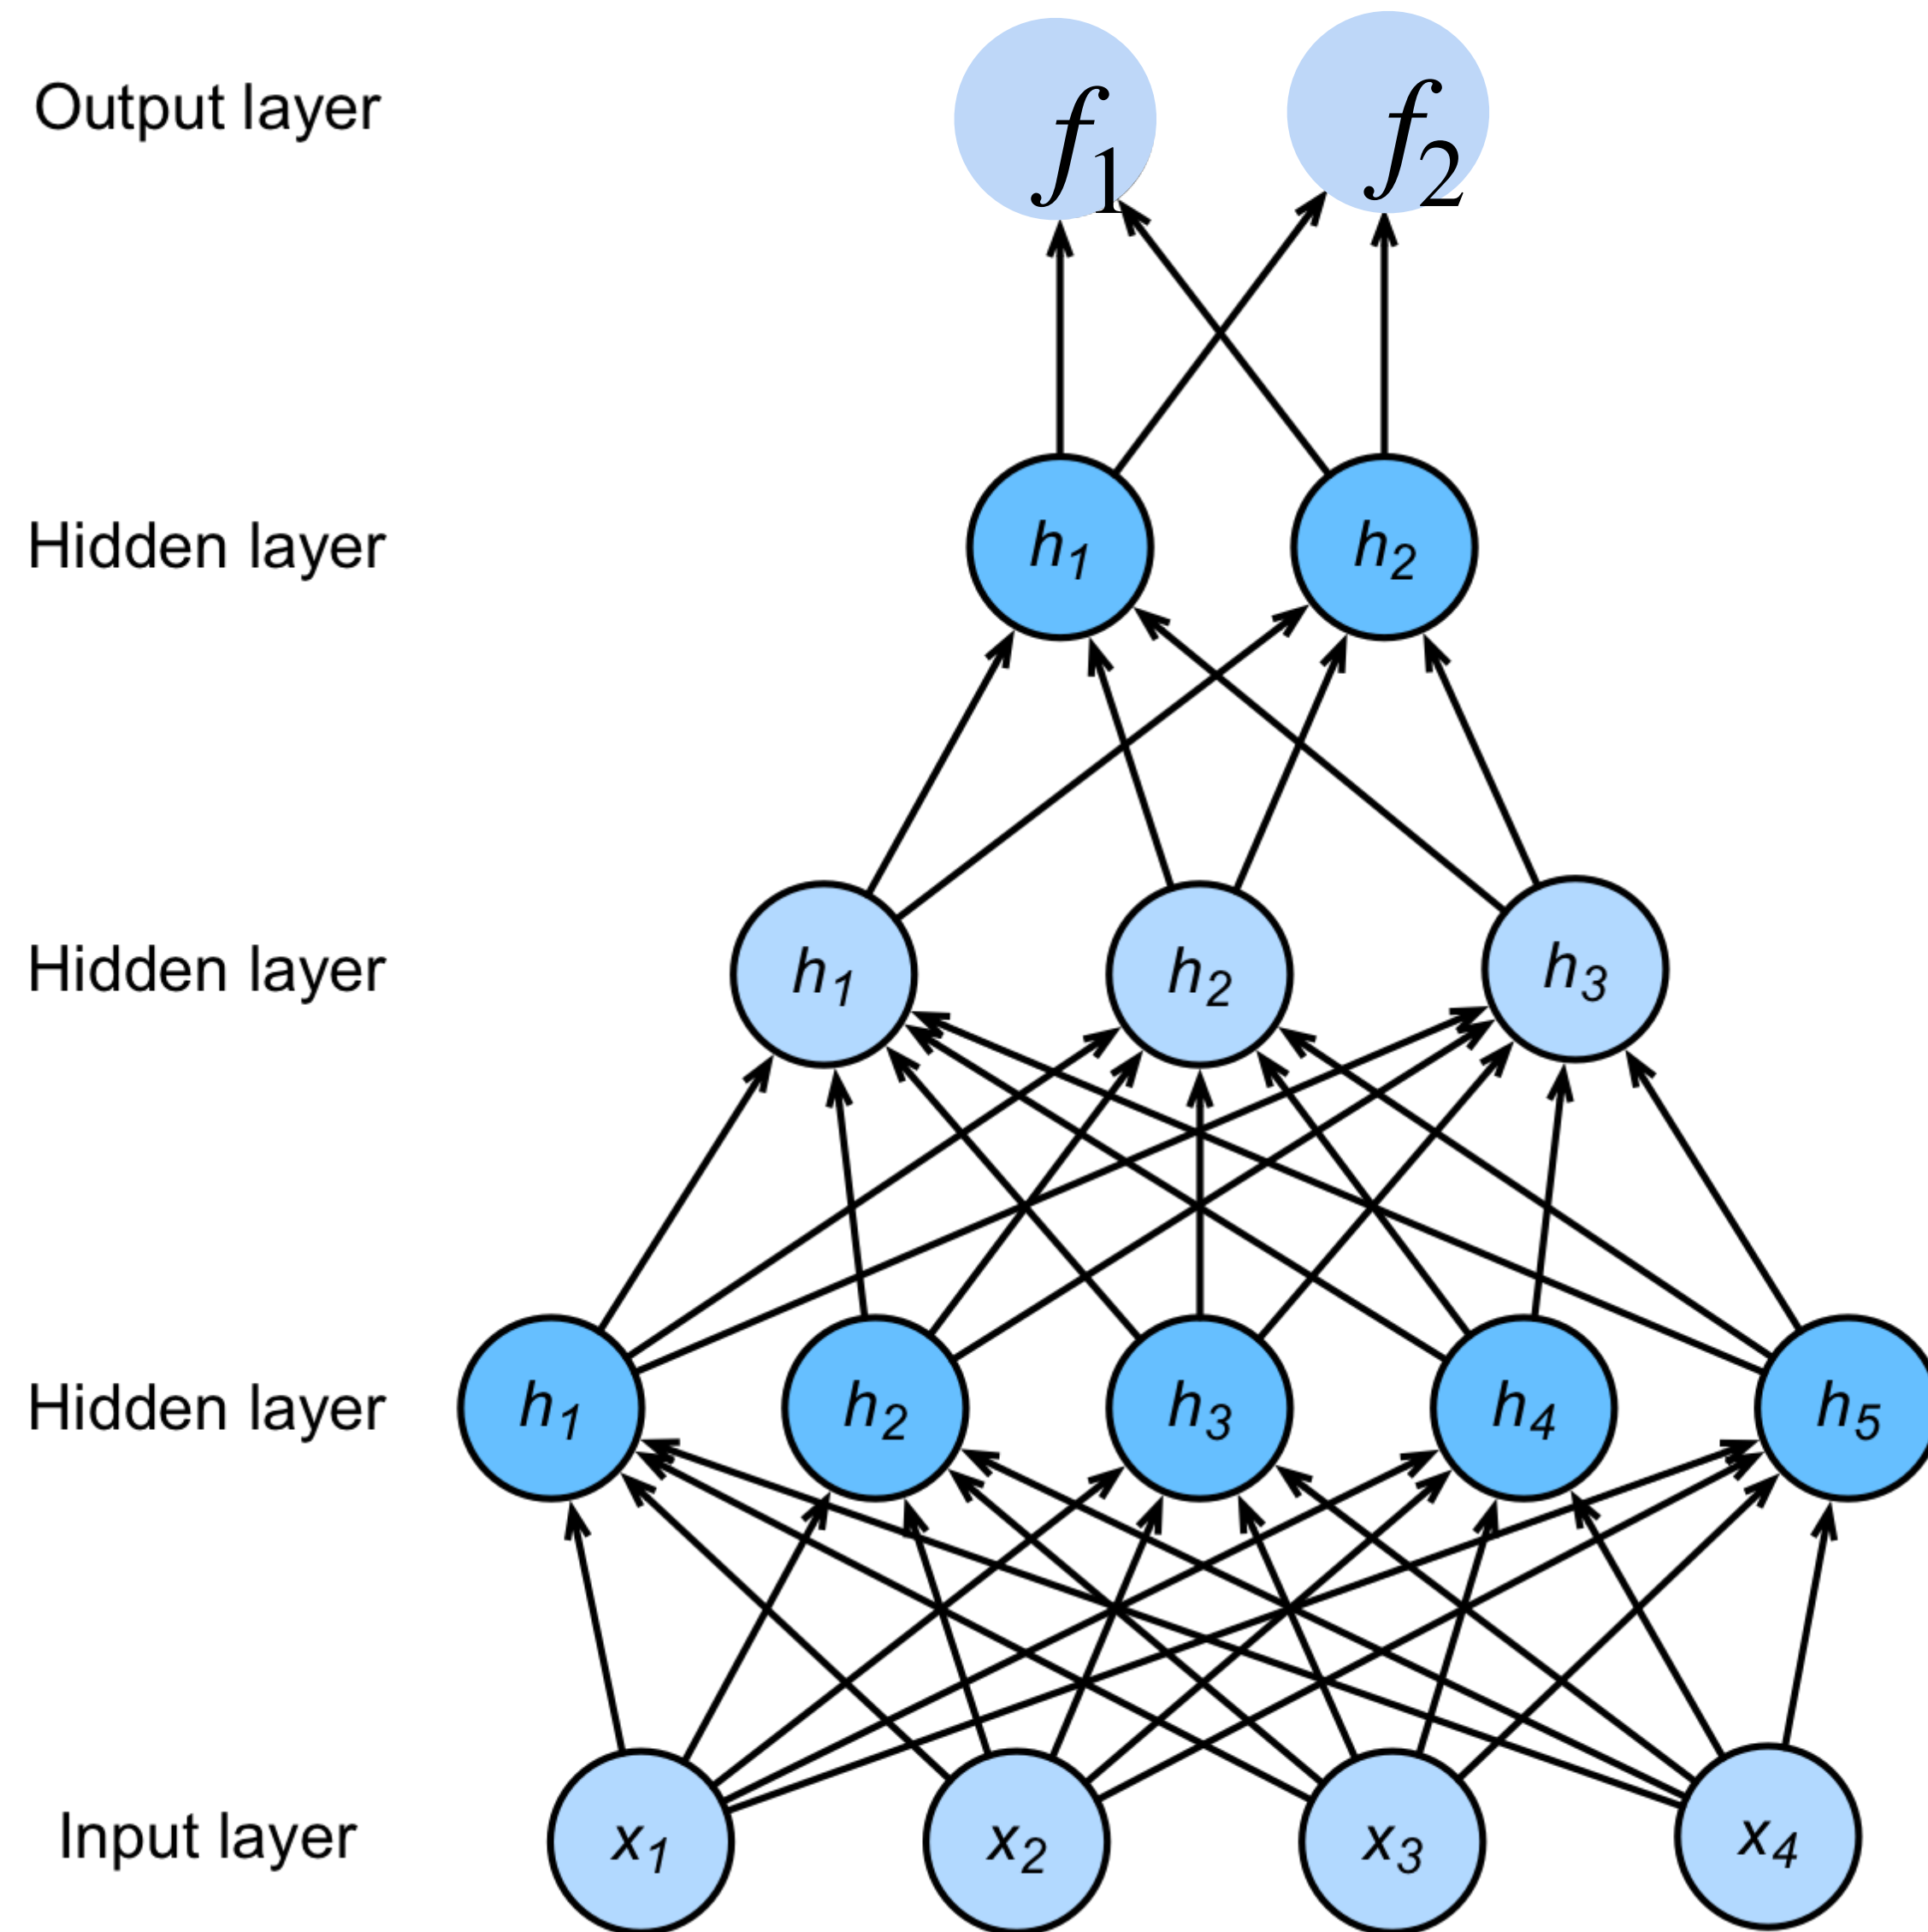 Output layer f₁ f₂
Hidden layer h₁ h₂
Hidden layer h₁ h₂ h₃
Hidden layer h₁ h₂ h₃ h₄ h₅
Input layer x₁ x₂ x₃ x₄